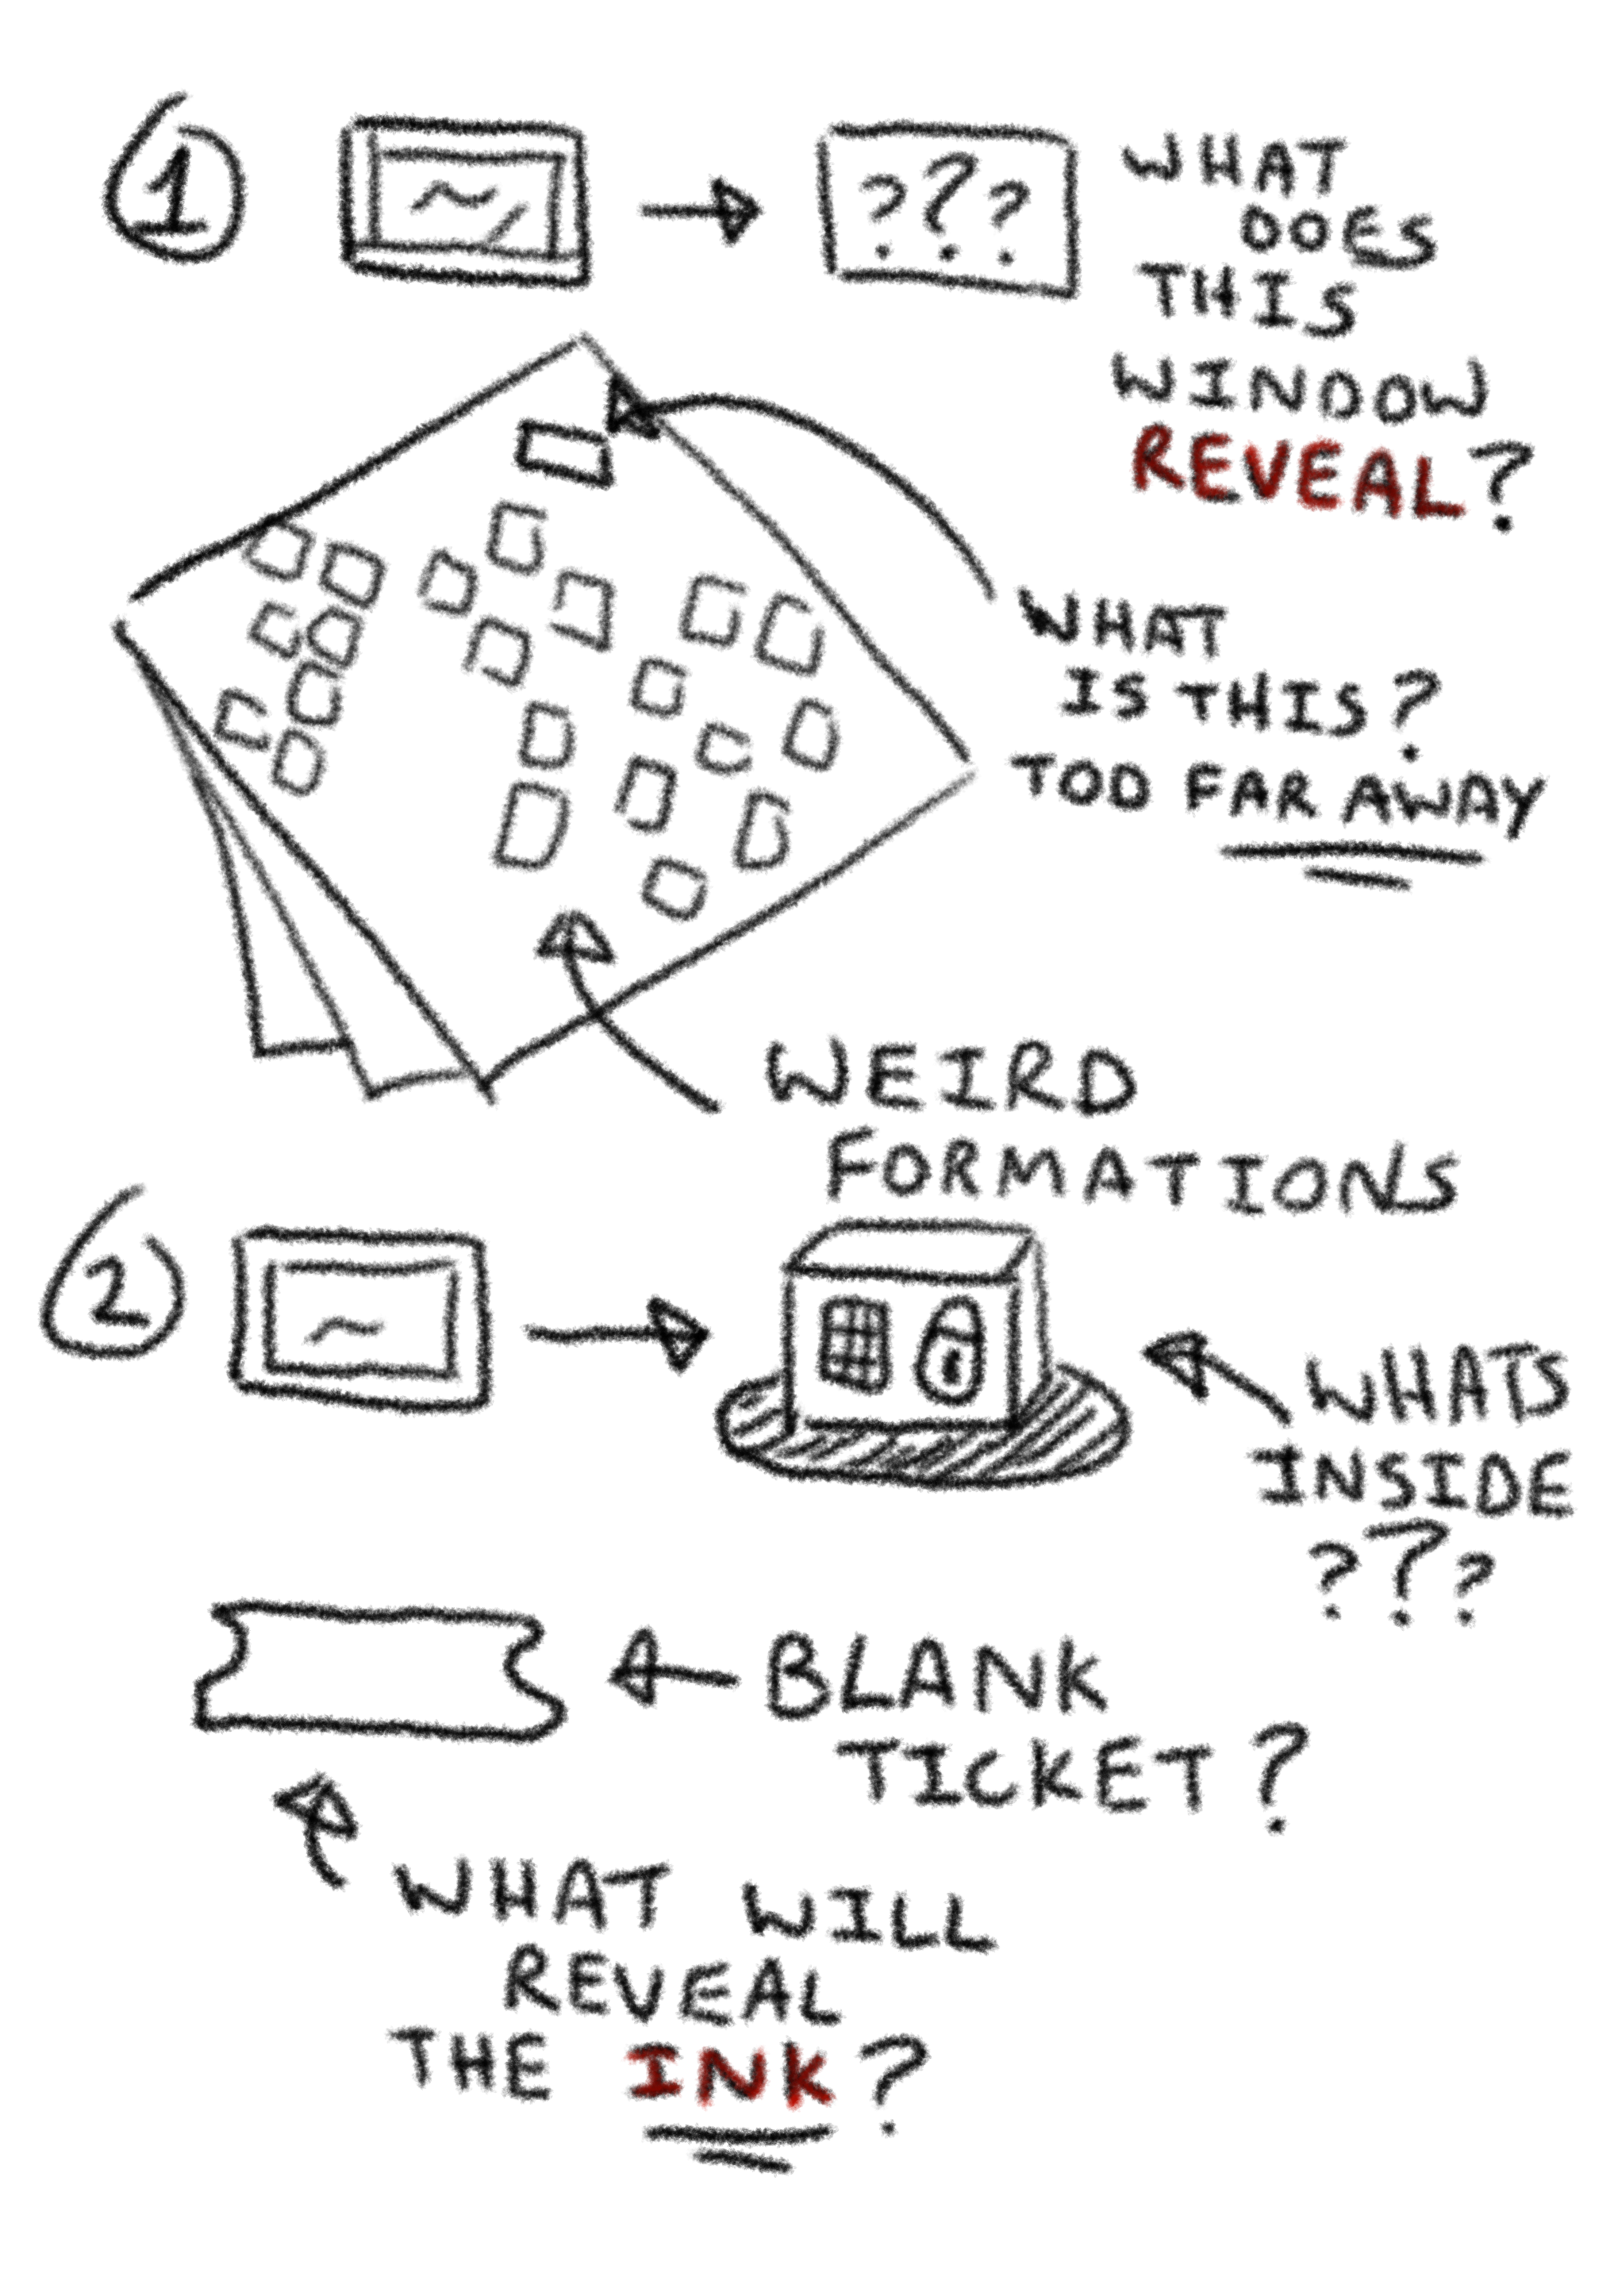 1
???
WHAT
DOES
THIS
WINDOW
REVEAL?
WHAT
IS THIS?
TOO FAR AWAY
WEIRD
FORMATIONS
2
WHATS
INSIDE
???
BLANK
TICKET?
WHAT WILL
REVEAL
THE INK?